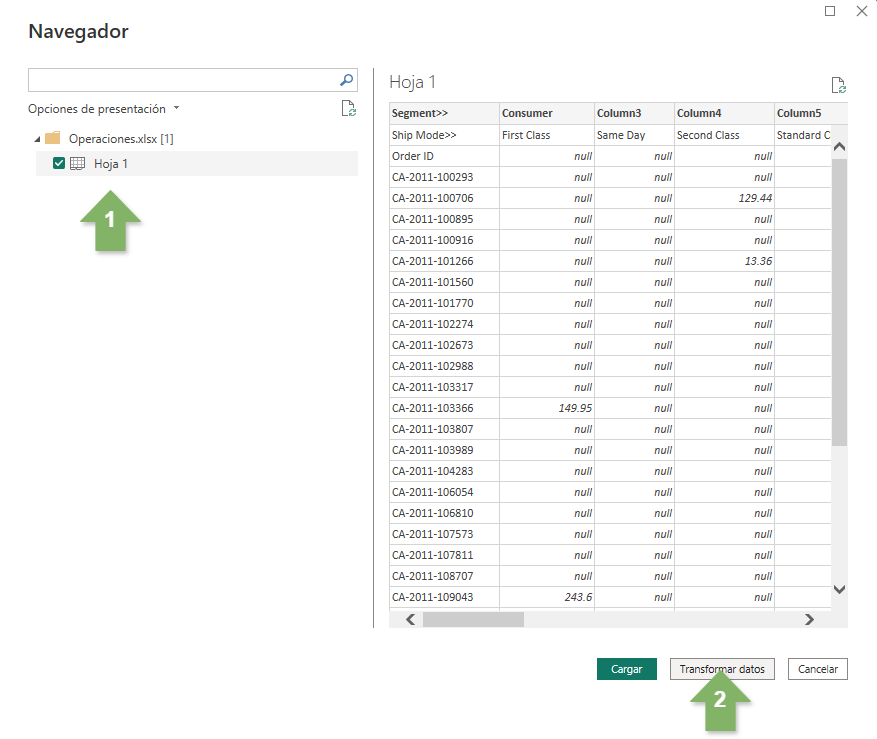 Navegador
Opciones de presentación
Operaciones.xlsx [1]
Hoja 1
1
Hoja 1
Segment>> Consumer Column3 Column4 Column5
Ship Mode>> First Class Same Day Second Class Standard C
Order ID null null null
CA-2011-100293 null null null
CA-2011-100706 null null 129.44
CA-2011-100895 null null null
CA-2011-100916 null null null
CA-2011-101266 null null 13.36
CA-2011-101560 null null null
CA-2011-101770 null null null
CA-2011-102274 null null null
CA-2011-102673 null null null
CA-2011-102988 null null null
CA-2011-103317 null null null
CA-2011-103366 149.95 null null
CA-2011-103807 null null null
CA-2011-103989 null null null
CA-2011-104283 null null null
CA-2011-106054 null null null
CA-2011-106810 null null null
CA-2011-107573 null null null
CA-2011-107811 null null null
CA-2011-108707 null null null
CA-2011-109043 243.6 null null
Cargar Transformar datos Cancelar
2